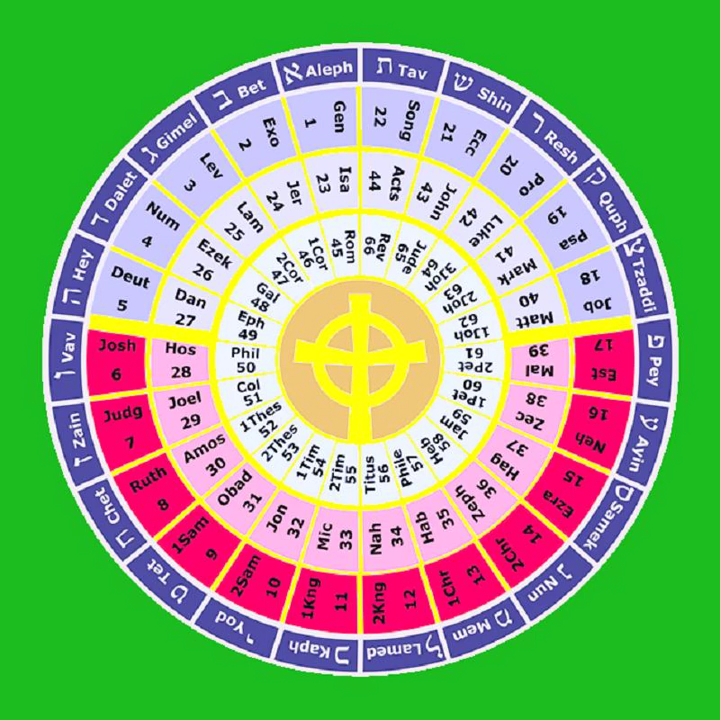 א Aleph
ב Bet
ג Gimel
ד Dalet
ה Hey
ו Vav
ז Zain
ח Chet
ט Tet
י Yod
כ Kaph
ל Lamed
מ Mem
נ Nun
ס Samek
ע Ayin
פ Pey
צ Tzaddi
ק Quph
ר Resh
ש Shin
ת Tav
Gen
1
Exo
2
Lev
3
Num
4
Deut
5
Josh
6
Judg
7
Ruth
8
1Sam
9
2Sam
10
1Kng
11
2Kng
12
1Chr
13
2Chr
14
Ezra
15
Neh
16
Est
17
Job
18
Psa
19
Pro
20
Ecc
21
Song
22
Isa
23
Jer
24
Lam
25
Ezek
26
Dan
27
Hos
28
Joel
29
Amos
30
Obad
31
Jon
32
Mic
33
Nah
34
Hab
35
Zeph
36
Hag
37
Zec
38
Mal
39
Matt
40
Mark
41
Luke
42
John
43
Acts
44
Rom
45
1Cor
46
2Cor
47
Gal
48
Eph
49
Phil
50
Col
51
1Thes
52
2Thes
53
1Tim
54
2Tim
55
Titus
56
Phile
57
Heb
58
Jam
59
1Pet
60
2Pet
61
1Joh
62
2Joh
63
3Joh
64
Jude
65
Rev
66